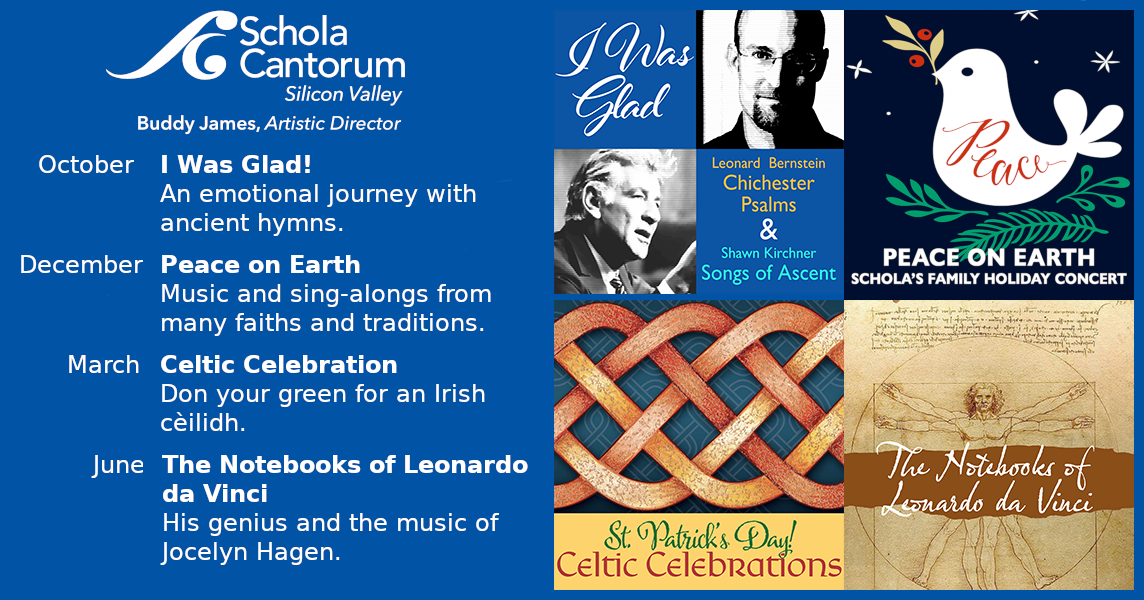 Schola
Cantorum
Silicon Valley
Buddy James, Artistic Director
October
I Was Glad!
An emotional journey with
ancient hymns.
December
Peace on Earth
Music and sing-alongs from
many faiths and traditions.
March
Celtic Celebration
Don your green for an Irish
cèilidh.
June
The Notebooks of Leonardo
da Vinci
His genius and the music of
Jocelyn Hagen.
I Was
Glad
Leonard Bernstein
Chichester
Psalms
&
Shawn Kirchner
Songs of Ascent
Peace
PEACE ON EARTH
SCHOLA'S FAMILY HOLIDAY CONCERT
St. Patrick's Day!
Celtic Celebrations
The Notebooks of
Leonardo da Vinci